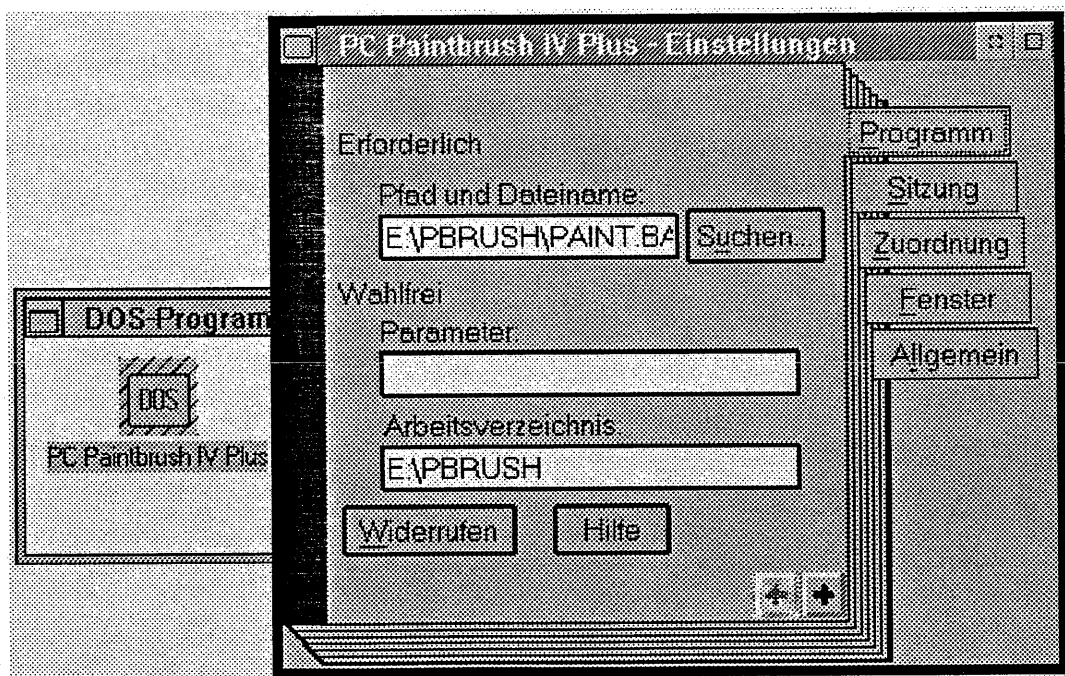 PC Paintbrush IV Plus - Einstellungen
Erforderlich
Pfad und Dateiname:
E:\PBRUSH\PAINT.BA
Suchen...
Wahlfrei
Parameter:
Arbeitsverzeichnis:
E:\PBRUSH
Widerrufen
Hilfe
Programm
Sitzung
Zuordnung
Fenster
Allgemein
DOS-Program
DOS
PC Paintbrush IV Plus